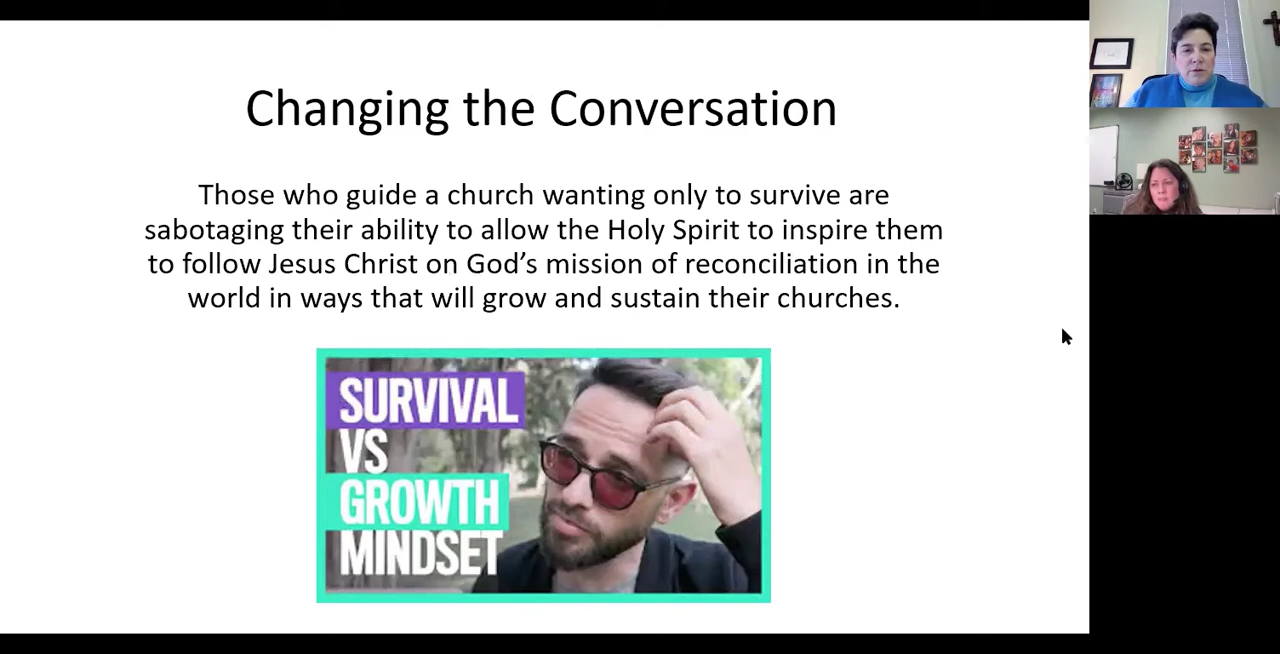 Changing the Conversation
Those who guide a church wanting only to survive are
sabotaging their ability to allow the Holy Spirit to inspire them
to follow Jesus Christ on God’s mission of reconciliation in the
world in ways that will grow and sustain their churches.
SURVIVAL
VS
GROWTH
MINDSET